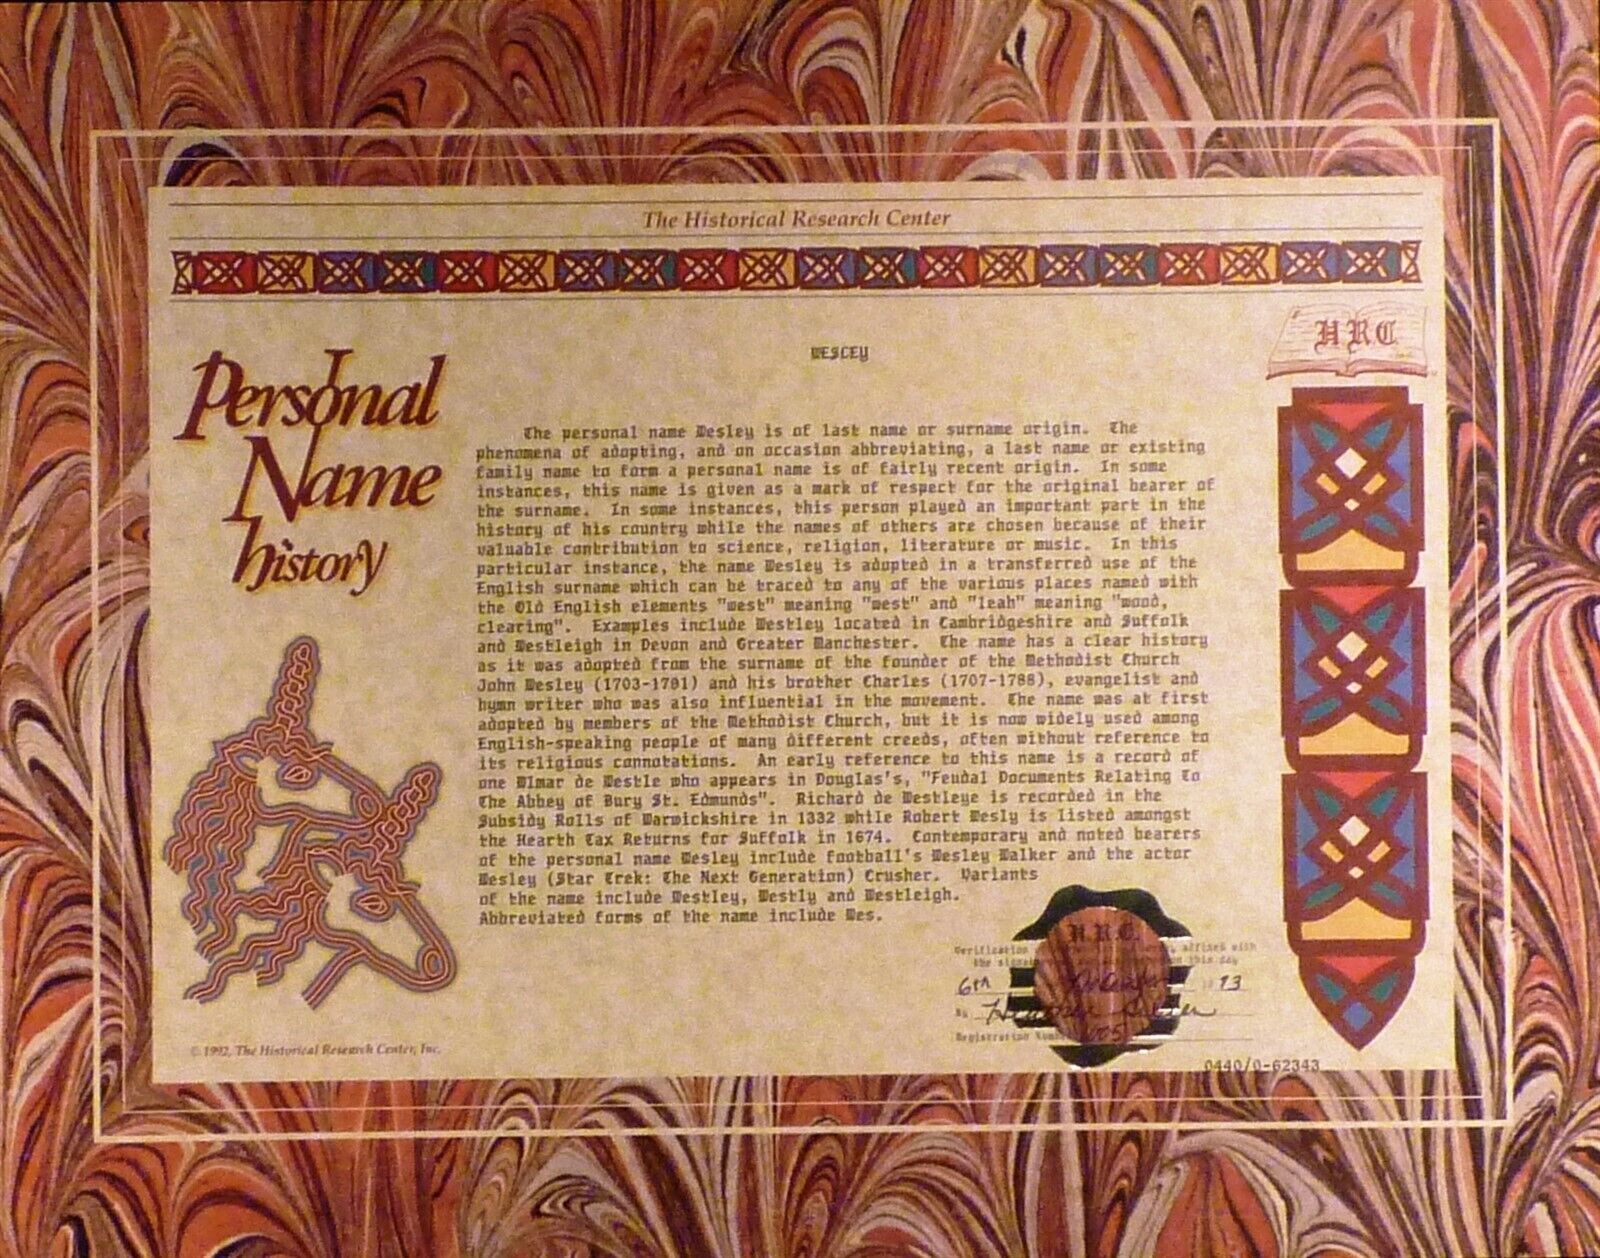 The Historical Research Center
HRC
WESLEY
Personal
Name
history
The personal name Wesley is of last name or surname origin. The
phenomena of adopting, and on occasion abbreviating, a last name or existing
family name to form a personal name is of fairly recent origin. In some
instances, this name is given as a mark of respect for the original bearer of
the surname. In some instances, this person played an important part in the
history of his country while the names of others are chosen because of their
valuable contribution to science, religion, literature or music. In this
particular instance, the name Wesley is adopted in a transferred use of the
English surname which can be traced to any of the various places named with
the Old English elements "west" meaning "west" and "leah" meaning "wood,
clearing". Examples include Westley located in Cambridgeshire and Suffolk
and Westleigh in Devon and Greater Manchester. The name has a clear history
as it was adopted from the surname of the founder of the Methodist Church
John Wesley (1703-1791) and his brother Charles (1707-1788), evangelist and
hymn writer who was also influential in the movement. The name was at first
adopted by members of the Methodist Church, but it is now widely used among
English-speaking people of many different creeds, often without reference to
its religious connotations. An early reference to this name is a record of
one Wlmar de Westle who appears in Douglas's, "Feudal Documents Relating To
The Abbey of Bury St. Edmunds". Richard de Westleye is recorded in the
Subsidy Rolls of Warwickshire in 1332 while Robert Wesly is listed amongst
the Hearth Tax Returns for Suffolk in 1674. Contemporary and noted bearers
of the personal name Wesley include football's Wesley Walker and the actor
Wesley (Star Trek: The Next Generation) Crusher. Variants
of the name include Westley, Westly and Westleigh.
Abbreviated forms of the name include Wes.
H.R.C.
Verification affixed with
the this day
6th 1993
By Heather
Registration Number
© 1992, The Historical Research Center, Inc.
0440/0-62343